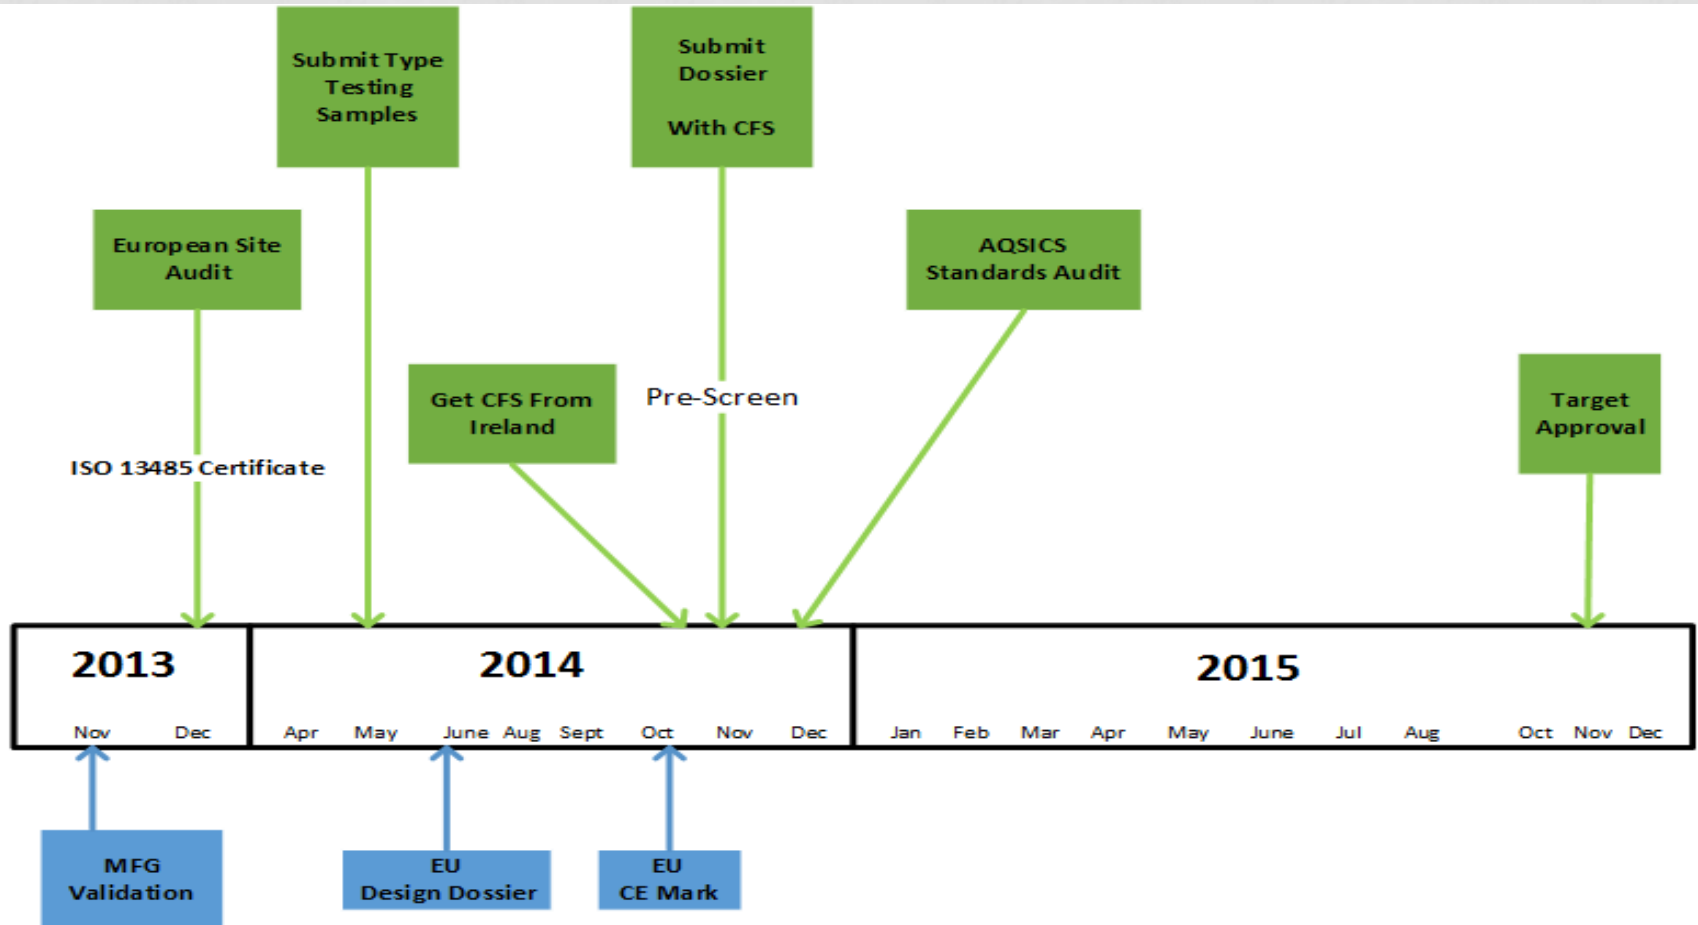 Submit Type
Testing
Samples
Submit
Dossier
With CFS
European Site
Audit
AQSICS
Standards Audit
Get CFS From
Ireland
Pre-Screen
Target
Approval
ISO 13485 Certificate
2013
2014
2015
Nov Dec Apr May June Aug Sept Oct Nov Dec Jan Feb Mar Apr May June Jul Aug Oct Nov Dec
MFG
Validation
EU
Design Dossier
EU
CE Mark